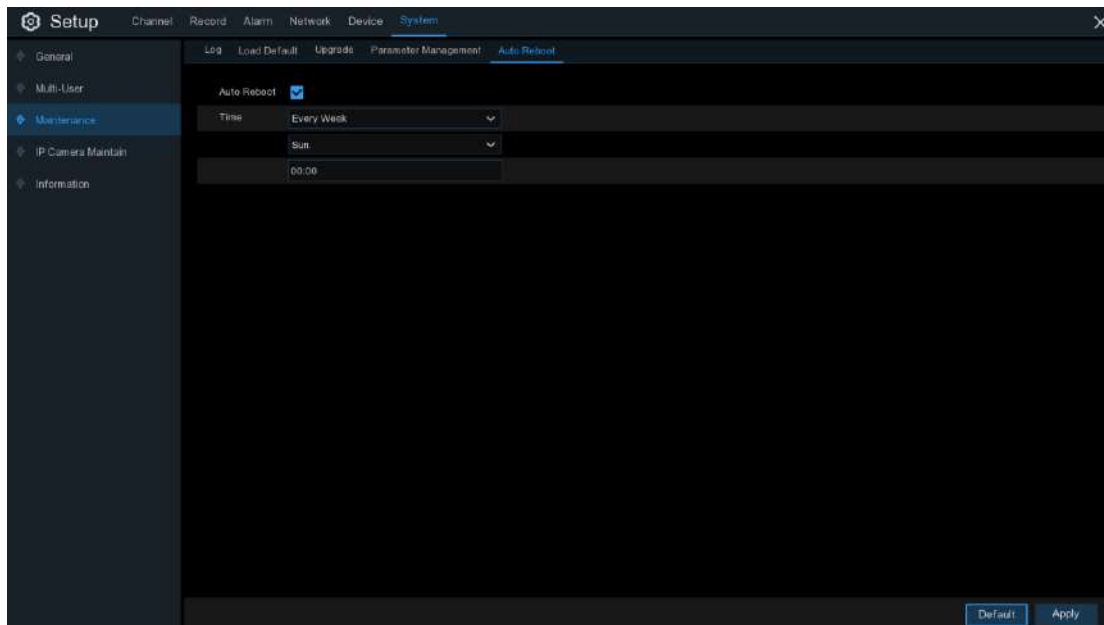 Setup Channel Record Alarm Network Device System
Log Load Default Upgrade Parameter Management Auto Reboot
General
Multi-User
Maintenance
IP Camera Maintain
Information
Auto Reboot
Time Every Week
Sun.
00:00
Default Apply